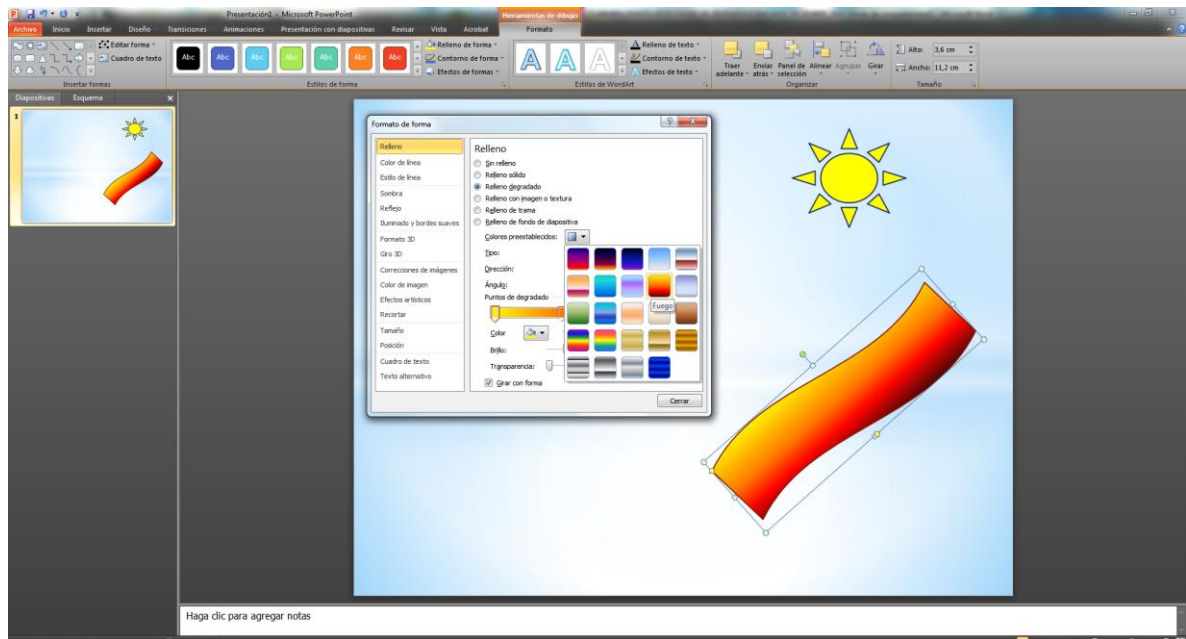 Presentación1 - Microsoft PowerPoint
Herramientas de dibujo
Archivo Inicio Insertar Diseño Transiciones Animaciones Presentación con diapositivas Revisar Vista Acrobat Formato
Editar forma
Cuadro de texto
Insertar formas
Abc Abc Abc Abc Abc Abc
Relleno de forma
Contorno de forma
Efectos de formas
Estilos de forma
A A A
Relleno de texto
Contorno de texto
Efectos de texto
Estilos de WordArt
Traer adelante
Enviar atrás
Panel de selección
Alinear
Agrupar
Girar
Organizar
Alto: 3,6 cm
Ancho: 11,2 cm
Tamaño
Diapositivas Esquema
1
Formato de forma
Relleno
Color de línea
Estilo de línea
Sombra
Reflejo
Iluminado y bordes suaves
Formato 3D
Giro 3D
Correcciones de imágenes
Color de imagen
Efectos artísticos
Recortar
Tamaño
Posición
Cuadro de texto
Texto alternativo
Relleno
Sin relleno
Relleno sólido
Relleno degradado
Relleno con imagen o textura
Relleno de trama
Relleno de fondo de diapositiva
Colores preestablecidos:
Tipo:
Dirección:
Ángulo:
Puntos de degradado
Fuego
Color
Brillo:
Transparencia:
Girar con forma
Cerrar
Haga clic para agregar notas